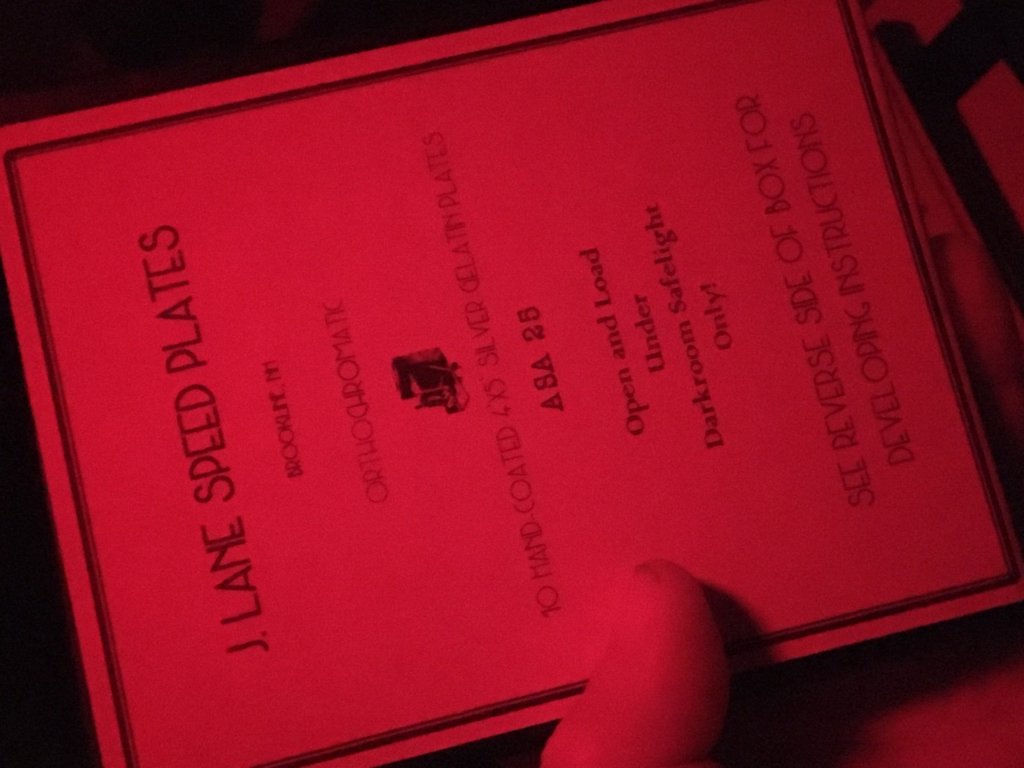 J. LANE SPEED PLATES
BROOKLYN, NY
ORTHOCHROMATIC
10 HAND-COATED 4X5 SILVER GELATIN PLATES
ASA 25
Open and Load
Under
Darkroom Safelight
Only!
SEE REVERSE SIDE OF BOX FOR
DEVELOPING INSTRUCTIONS